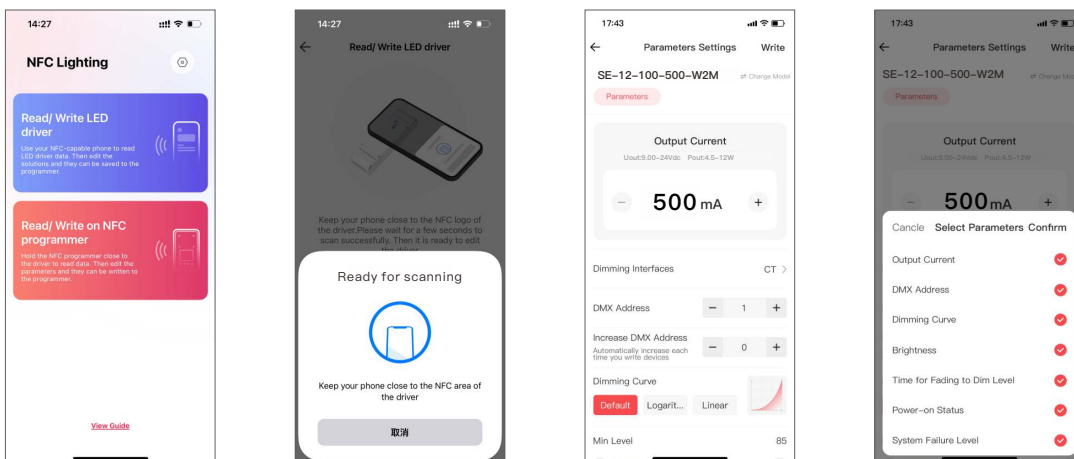 14:27
NFC Lighting
Read/ Write LED
driver
Use your NFC-capable phone to read
LED driver data. Then edit the
solutions and they can be saved to the
programmer.
Read/ Write on NFC
programmer
Hold the NFC programmer close to
the driver to read data. Then edit the
parameters and they can be written to
the programmer.
View Guide
14:27
Read/ Write LED driver
Keep your phone close to the NFC logo of
the driver.Please wait for a few seconds to
scan successfully. Then it is ready to edit
the driver
Ready for scanning
Keep your phone close to the NFC area of
the driver
取消
17:43
Parameters Settings Write
SE-12-100-500-W2M ⇌ Change Model
Parameters
Output Current
Uout:9.00-24Vdc Pout:4.5-12W
− 500 mA +
Dimming Interfaces CT >
DMX Address − 1 +
Increase DMX Address
Automatically increase each
time you write devices
− 0 +
Dimming Curve
Default Logarit... Linear
Min Level 85
17:43
Parameters Settings Write
SE-12-100-500-W2M ⇌ Change Mod
Parameters
Output Current
Uout:9.00-24Vdc Pout:4.5-12W
− 500 mA +
Cancle Select Parameters Confirm
Output Current
DMX Address
Dimming Curve
Brightness
Time for Fading to Dim Level
Power-on Status
System Failure Level